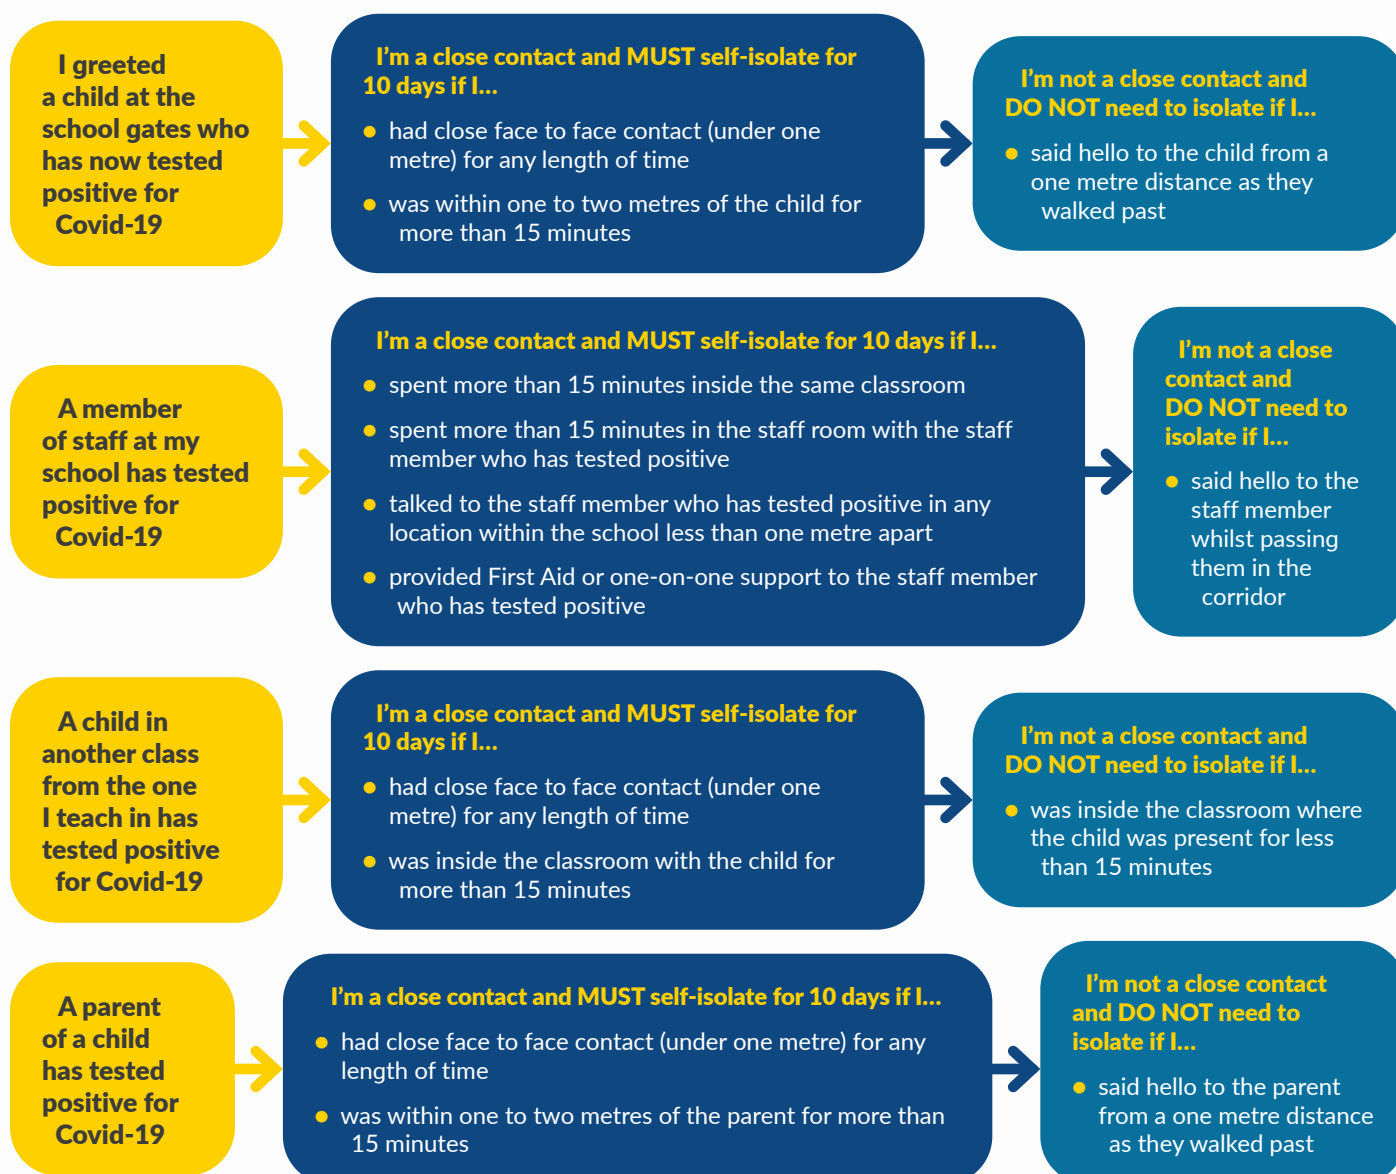 I greeted
a child at the
school gates who
has now tested
positive for
Covid-19
I’m a close contact and MUST self-isolate for
10 days if I...
• had close face to face contact (under one
metre) for any length of time
• was within one to two metres of the child for
more than 15 minutes
I’m not a close contact and
DO NOT need to isolate if I...
• said hello to the child from a
one metre distance as they
walked past
A member
of staff at my
school has tested
positive for
Covid-19
I’m a close contact and MUST self-isolate for 10 days if I...
• spent more than 15 minutes inside the same classroom
• spent more than 15 minutes in the staff room with the staff
member who has tested positive
• talked to the staff member who has tested positive in any
location within the school less than one metre apart
• provided First Aid or one-on-one support to the staff member
who has tested positive
I’m not a close
contact and
DO NOT need to
isolate if I...
• said hello to the
staff member
whilst passing
them in the
corridor
A child in
another class
from the one
I teach in has
tested positive
for Covid-19
I’m a close contact and MUST self-isolate for
10 days if I...
• had close face to face contact (under one
metre) for any length of time
• was inside the classroom with the child for
more than 15 minutes
I’m not a close contact and
DO NOT need to isolate if I...
• was inside the classroom where
the child was present for less
than 15 minutes
A parent
of a child
has tested
positive for
Covid-19
I’m a close contact and MUST self-isolate for 10 days if I...
• had close face to face contact (under one metre) for any
length of time
• was within one to two metres of the parent for more than
15 minutes
I’m not a close contact
and DO NOT need to
isolate if I...
• said hello to the parent
from a one metre distance
as they walked past